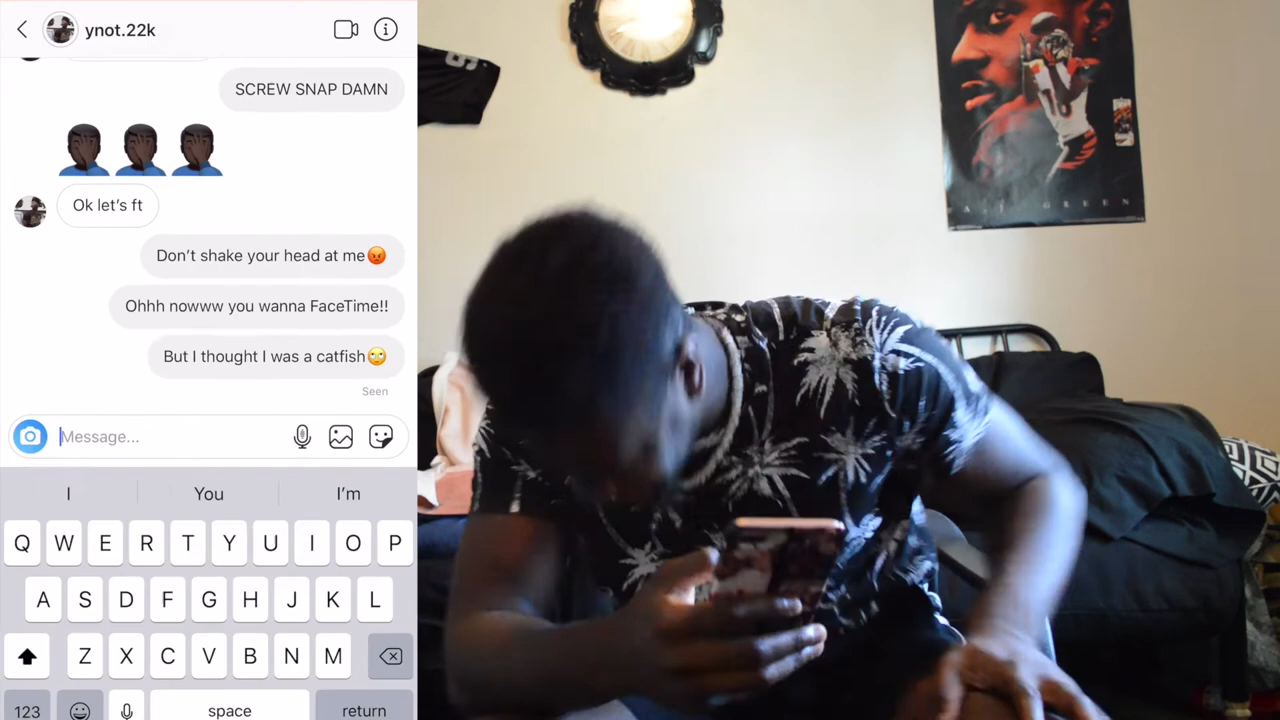 ynot.22k
SCREW SNAP DAMN
Ok let's ft
Don't shake your head at me😡
Ohhh nowww you wanna FaceTime!!
But I thought I was a catfish🙄
Seen
Message...
I You I'm
Q W E R T Y U I O P
A S D F G H J K L
Z X C V B N M
123 space return
GREEN